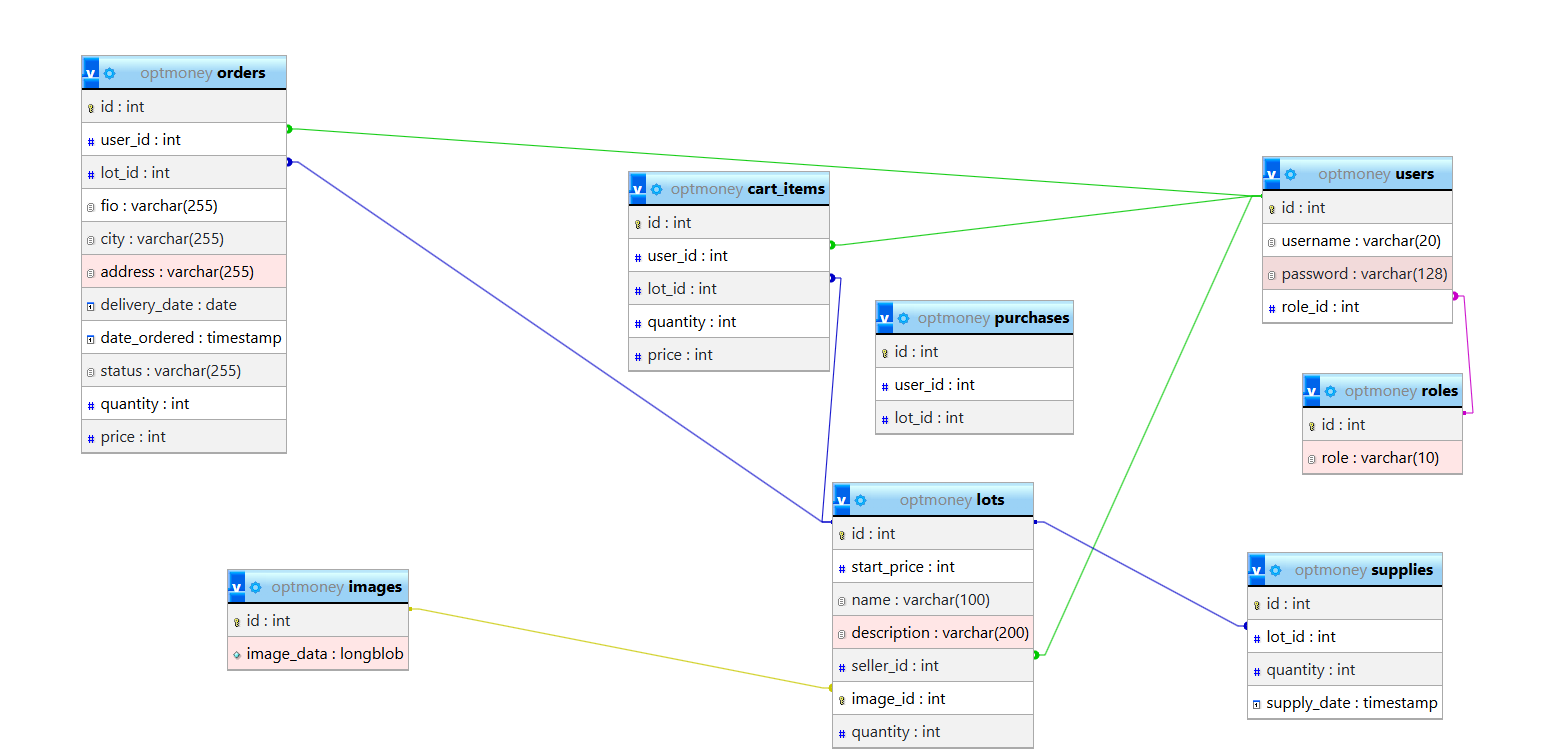 optmoney orders
id : int
user_id : int
lot_id : int
fio : varchar(255)
city : varchar(255)
address : varchar(255)
delivery_date : date
date_ordered : timestamp
status : varchar(255)
quantity : int
price : int
v optmoney cart_items
id : int
user_id : int
lot_id : int
quantity : int
price : int
v optmoney users
id : int
username : varchar(20)
password : varchar(128)
role_id : int
v optmoney purchases
id : int
user_id : int
lot_id : int
v optmoney roles
id : int
role : varchar(10)
v optmoney lots
id : int
start_price : int
name : varchar(100)
description : varchar(200)
seller_id : int
image_id : int
quantity : int
v optmoney images
id : int
image_data : longblob
v optmoney supplies
id : int
lot_id : int
quantity : int
supply_date : timestamp